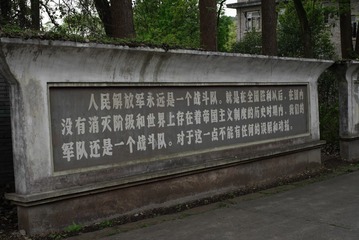 人民解放军永远是一个战斗队。就是在全国胜利以后，在国内
没有消灭阶级和世界上存在着帝国主义制度的历史时期内，我们的
军队还是一个战斗队。对于这一点不能有任何的误解和动摇。